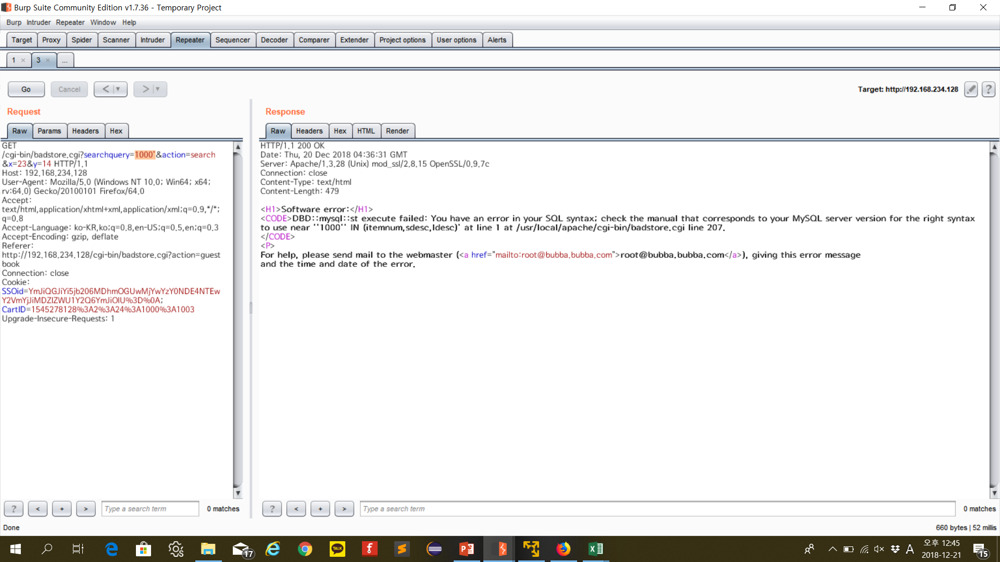 Burp Suite Community Edition v1.7.36 - Temporary Project
Burp Intruder Repeater Window Help
Target Proxy Spider Scanner Intruder Repeater Sequencer Decoder Comparer Extender Project options User options Alerts
1 × 3 × ...
Go Cancel < | ▼ > | ▼ Target: http://192.168.234.128 ?
Request
Raw Params Headers Hex
GET
/cgi-bin/badstore.cgi?searchquery=1000'&action=search
&x=23&y=14 HTTP/1.1
Host: 192.168.234.128
User-Agent: Mozilla/5.0 (Windows NT 10.0; Win64; x64;
rv:64.0) Gecko/20100101 Firefox/64.0
Accept:
text/html,application/xhtml+xml,application/xml;q=0.9,*/*;
q=0.8
Accept-Language: ko-KR,ko;q=0.8,en-US;q=0.5,en;q=0.3
Accept-Encoding: gzip, deflate
Referer:
http://192.168.234.128/cgi-bin/badstore.cgi?action=guest
book
Connection: close
Cookie:
SSOid=YmJiQGJiYi5jb206MDhmOGUwMjYwYzY0NDE4NTEw
Y2VmYjJiMDZlZWU1Y2Q6YmJiOlU%3D%0A;
CartID=1545278128%3A2%3A24%3A1000%3A1003
Upgrade-Insecure-Requests: 1
? < + > Type a search term 0 matches
Response
Raw Headers Hex HTML Render
HTTP/1.1 200 OK
Date: Thu, 20 Dec 2018 04:36:31 GMT
Server: Apache/1.3.28 (Unix) mod_ssl/2.8.15 OpenSSL/0.9.7c
Connection: close
Content-Type: text/html
Content-Length: 479
<H1>Software error:</H1>
<CODE>DBD::mysql::st execute failed: You have an error in your SQL syntax; check the manual that corresponds to your MySQL server version for the right syntax
to use near ''1000'' IN (itemnum,sdesc,ldesc)' at line 1 at /usr/local/apache/cgi-bin/badstore.cgi line 207.
</CODE>
<P>
For help, please send mail to the webmaster (<a href="mailto:root@bubba.bubba.com">root@bubba.bubba.com</a>), giving this error message
and the time and date of the error.
? < + > Type a search term 0 matches
Done 660 bytes | 52 millis
17 TALK A 오후 12:45
2018-12-21 15